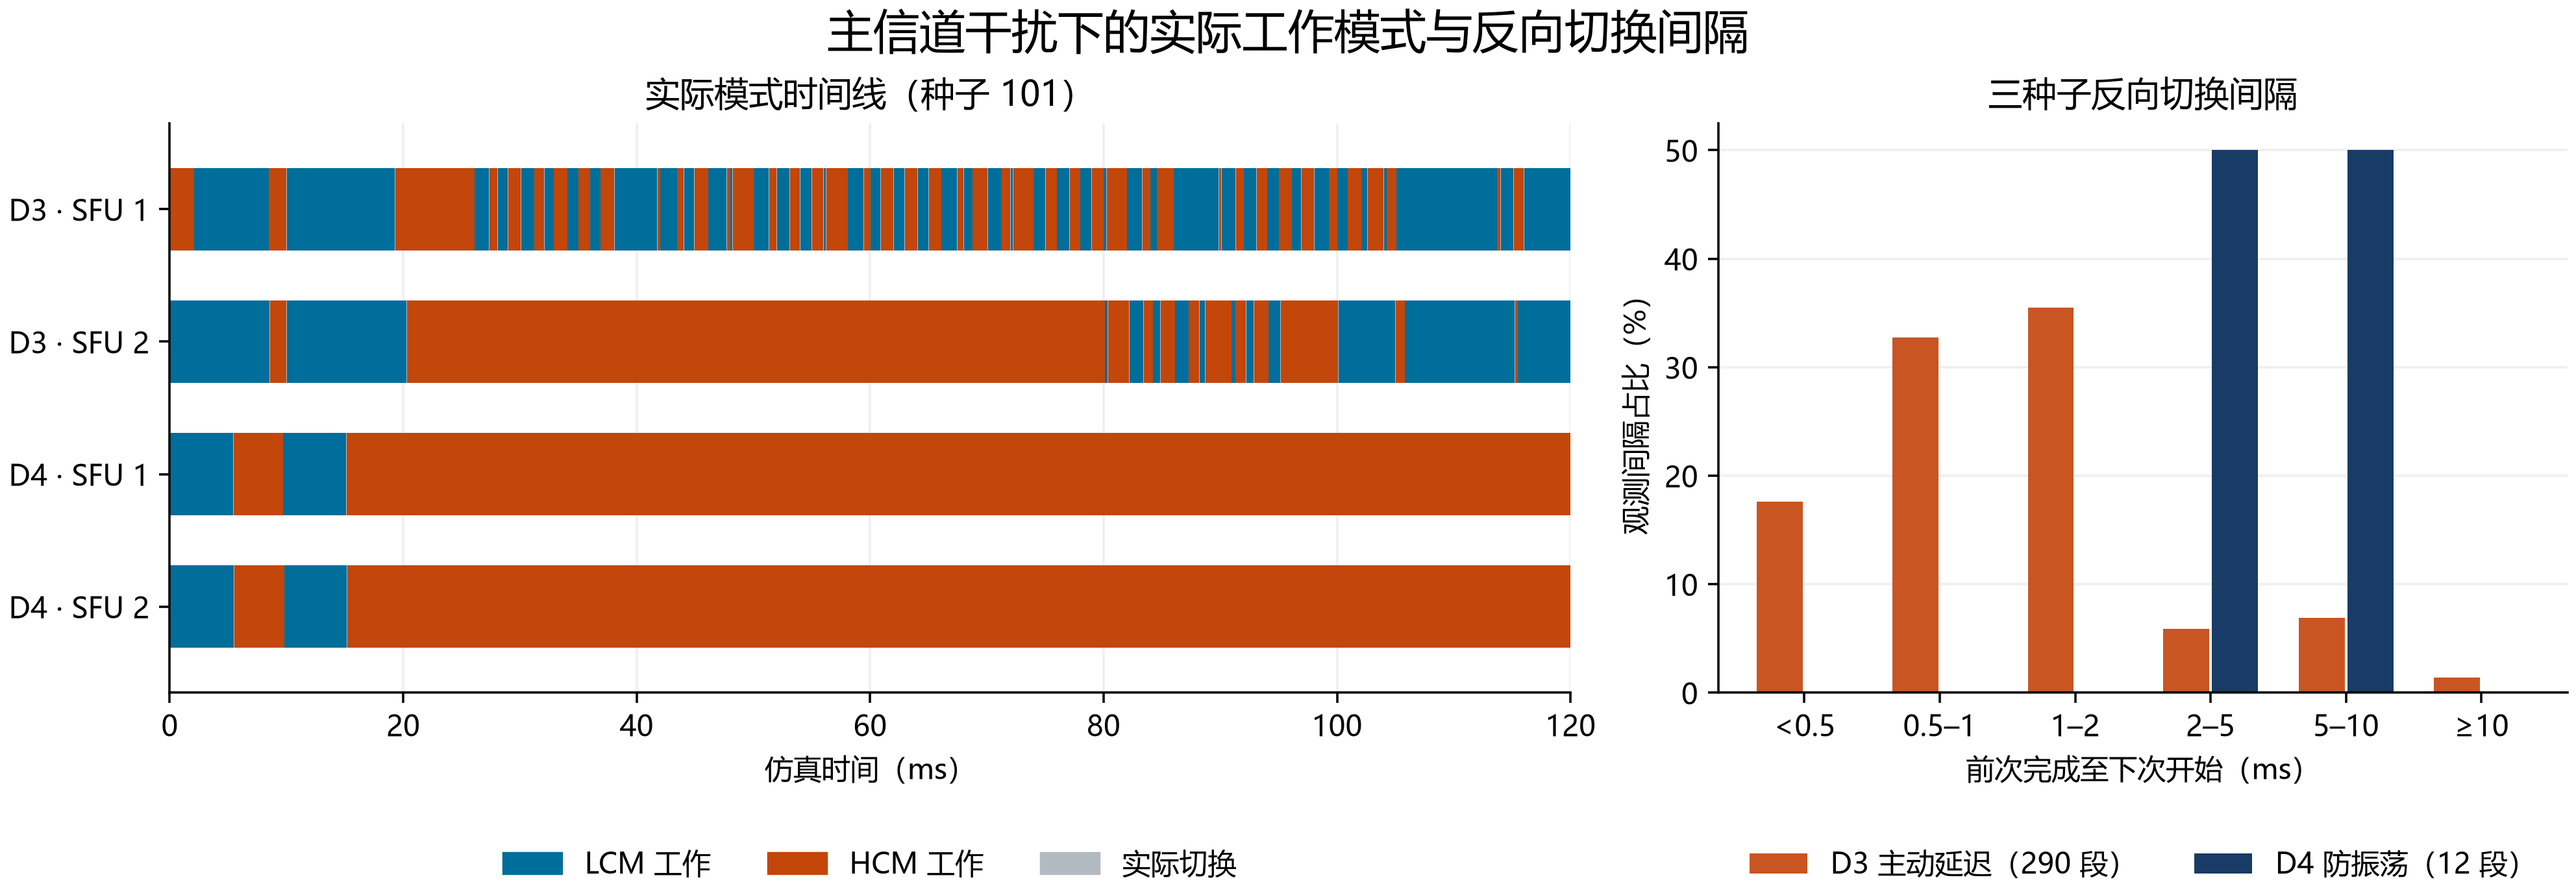 主信道干扰下的实际工作模式与反向切换间隔
实际模式时间线（种子 101）
D3 · SFU 1
D3 · SFU 2
D4 · SFU 1
D4 · SFU 2
0 20 40 60 80 100 120
仿真时间（ms）
LCM 工作 HCM 工作 实际切换
三种子反向切换间隔
观测间隔占比（%）
50
40
30
20
10
0
<0.5 0.5–1 1–2 2–5 5–10 ≥10
前次完成至下次开始（ms）
D3 主动延迟（290 段） D4 防振荡（12 段）